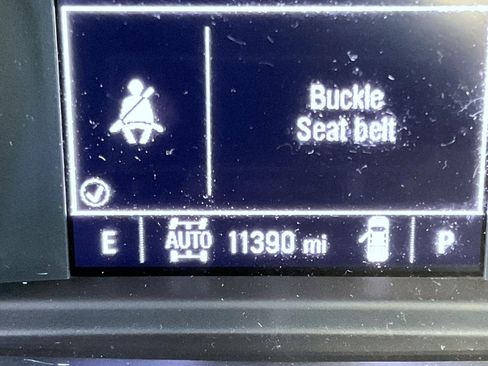 Buckle
Seat belt
E AUTO 11390 mi P